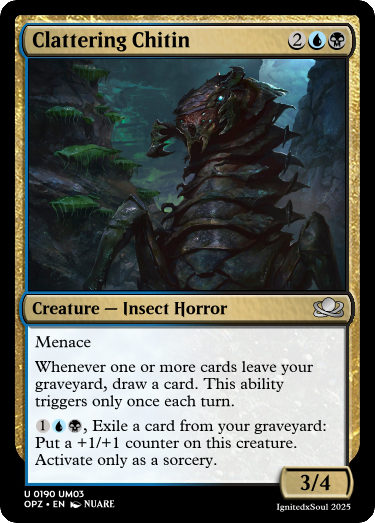 Clattering Chitin 2
Creature — Insect Horror
Menace
Whenever one or more cards leave your
graveyard, draw a card. This ability
triggers only once each turn.
1, Exile a card from your graveyard:
Put a +1/+1 counter on this creature.
Activate only as a sorcery.
3/4
U 0190 UM03
OPZ • EN NUARE
IgnitedxSoul 2025